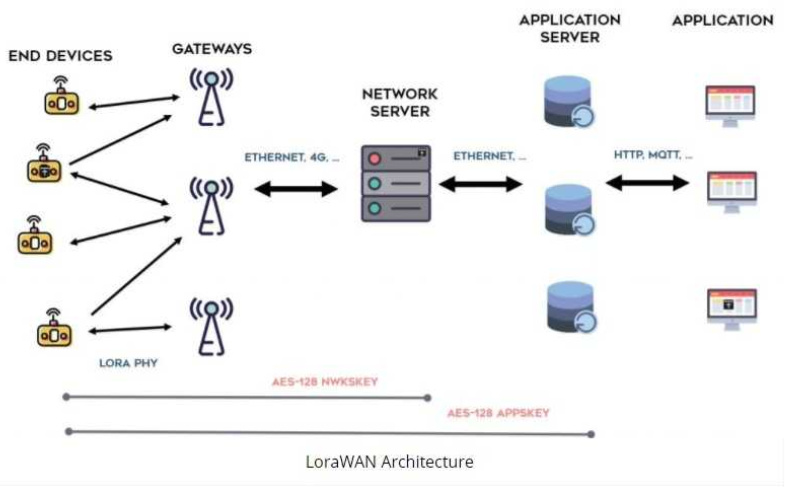 END DEVICES
GATEWAYS
NETWORK
SERVER
APPLICATION
SERVER
APPLICATION
ETHERNET, 4G, ...
ETHERNET, ...
HTTP, MQTT, ...
LORA PHY
AES-128 NWKSKEY
AES-128 APPSKEY
LoraWAN Architecture